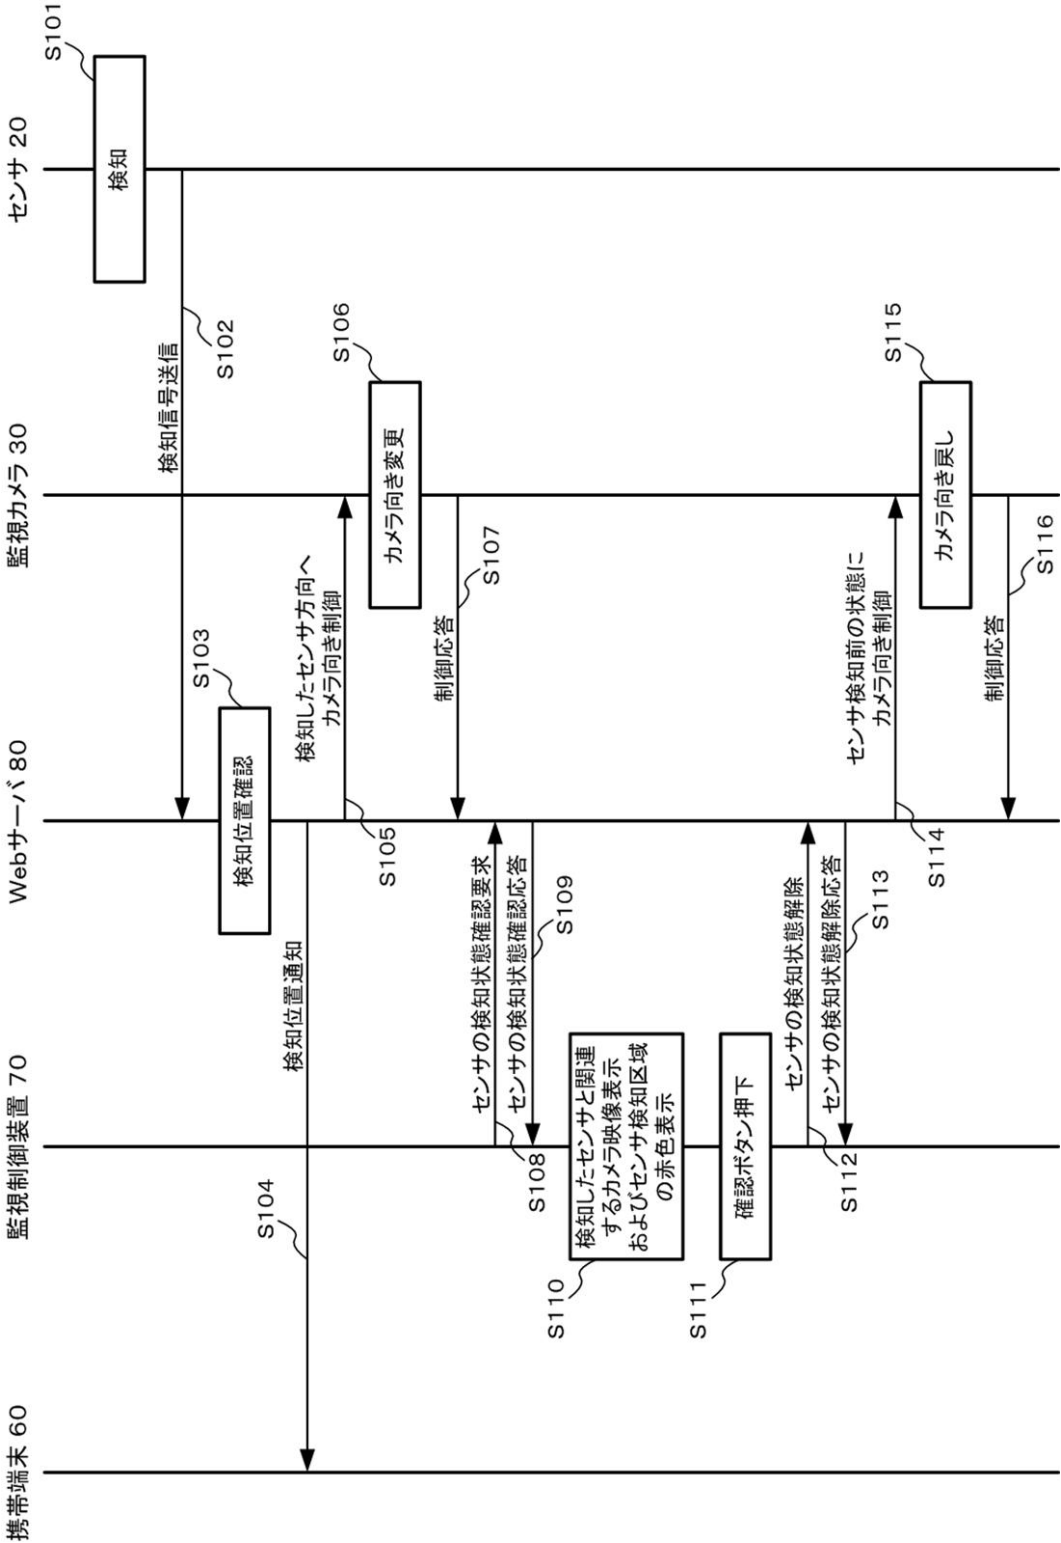 携帯端末 60
監視制御装置 70
Webサーバ 80
監視カメラ 30
センサ 20
S101
検知
検知信号送信
S102
S103
検知位置確認
検知位置通知
S104
検知したセンサ方向へ
カメラ向き制御
S105
S106
カメラ向き変更
制御応答
S107
センサの検知状態確認要求
S108
センサの検知状態確認応答
S109
検知したセンサと関連
するカメラ映像表示
およびセンサ検知区域
の赤色表示
S110
確認ボタン押下
S111
センサの検知状態解除
S112
センサの検知状態解除応答
S113
センサ検知前の状態に
カメラ向き制御
S114
S115
カメラ向き戻し
制御応答
S116